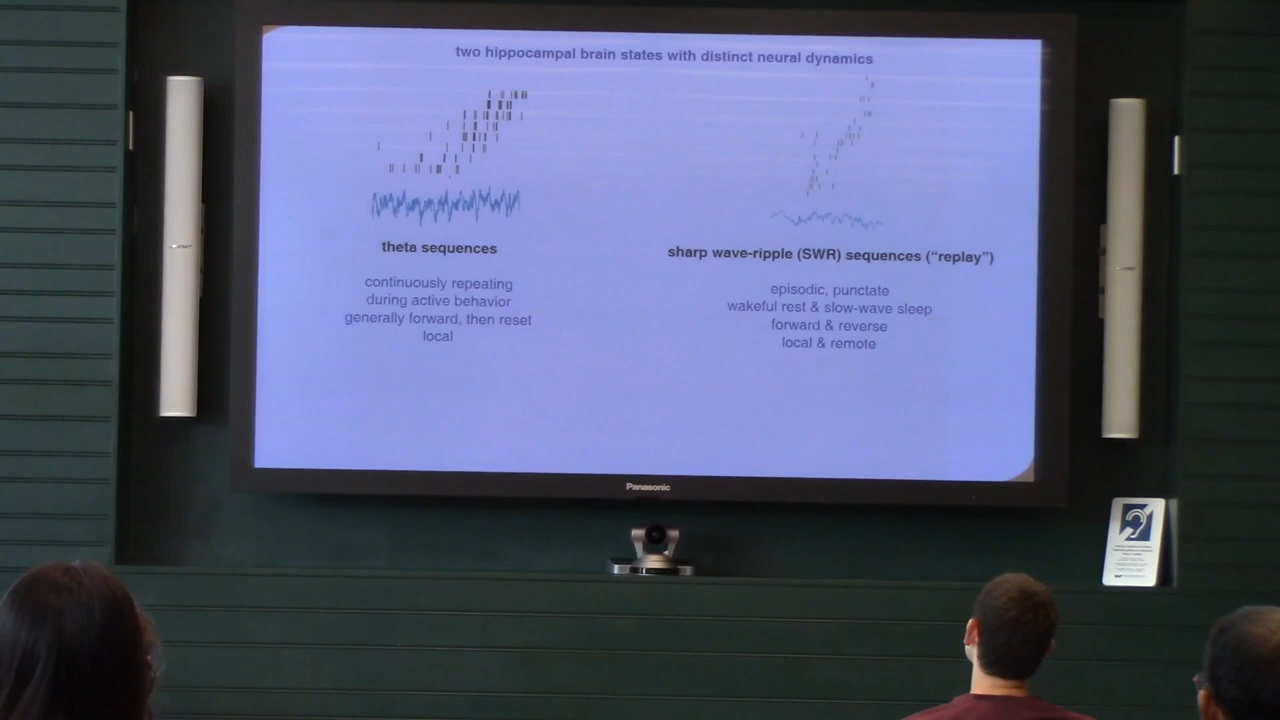 two hippocampal brain states with distinct neural dynamics
theta sequences
continuously repeating
during active behavior
generally forward, then reset
local
sharp wave-ripple (SWR) sequences (“replay”)
episodic, punctate
wakeful rest & slow-wave sleep
forward & reverse
local & remote
Panasonic